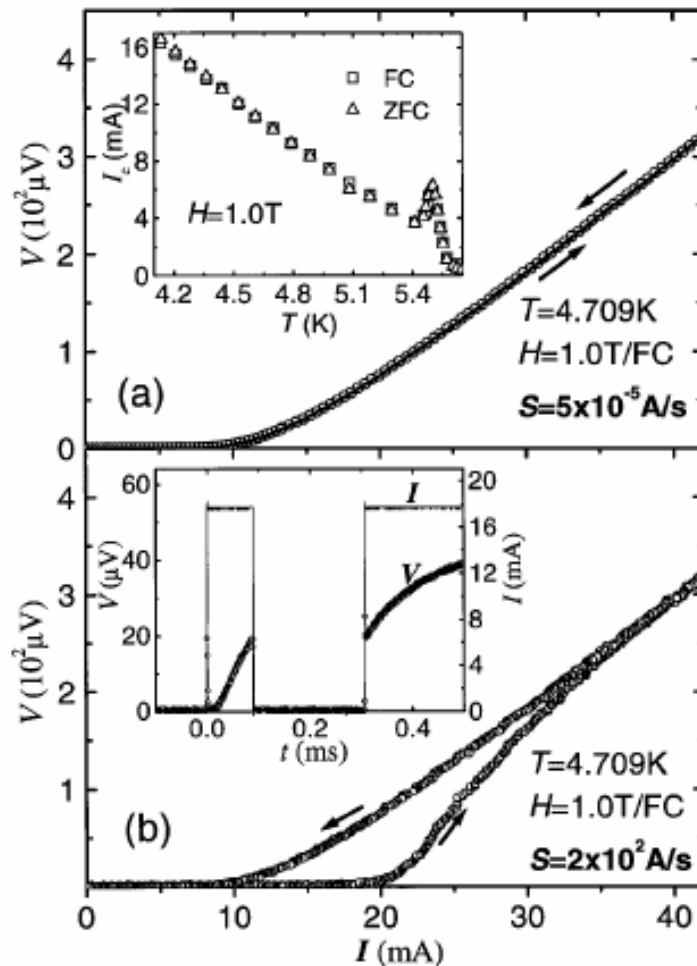 4
3
2
1
0
V (10²μV)
16
12
8
4
0
I_c (mA)
□ FC
△ ZFC
H=1.0T
4.2 4.5 4.8 5.1 5.4
T (K)
T=4.709K
H=1.0T/FC
S=5x10⁻⁵A/s
(a)
4
3
2
1
V (10²μV)
60
40
20
0
V (μV)
I
V
20
16
12
8
4
0
I (mA)
0.0 0.2 0.4
t (ms)
T=4.709K
H=1.0T/FC
S=2x10²A/s
(b)
0 10 20 30 40
I (mA)